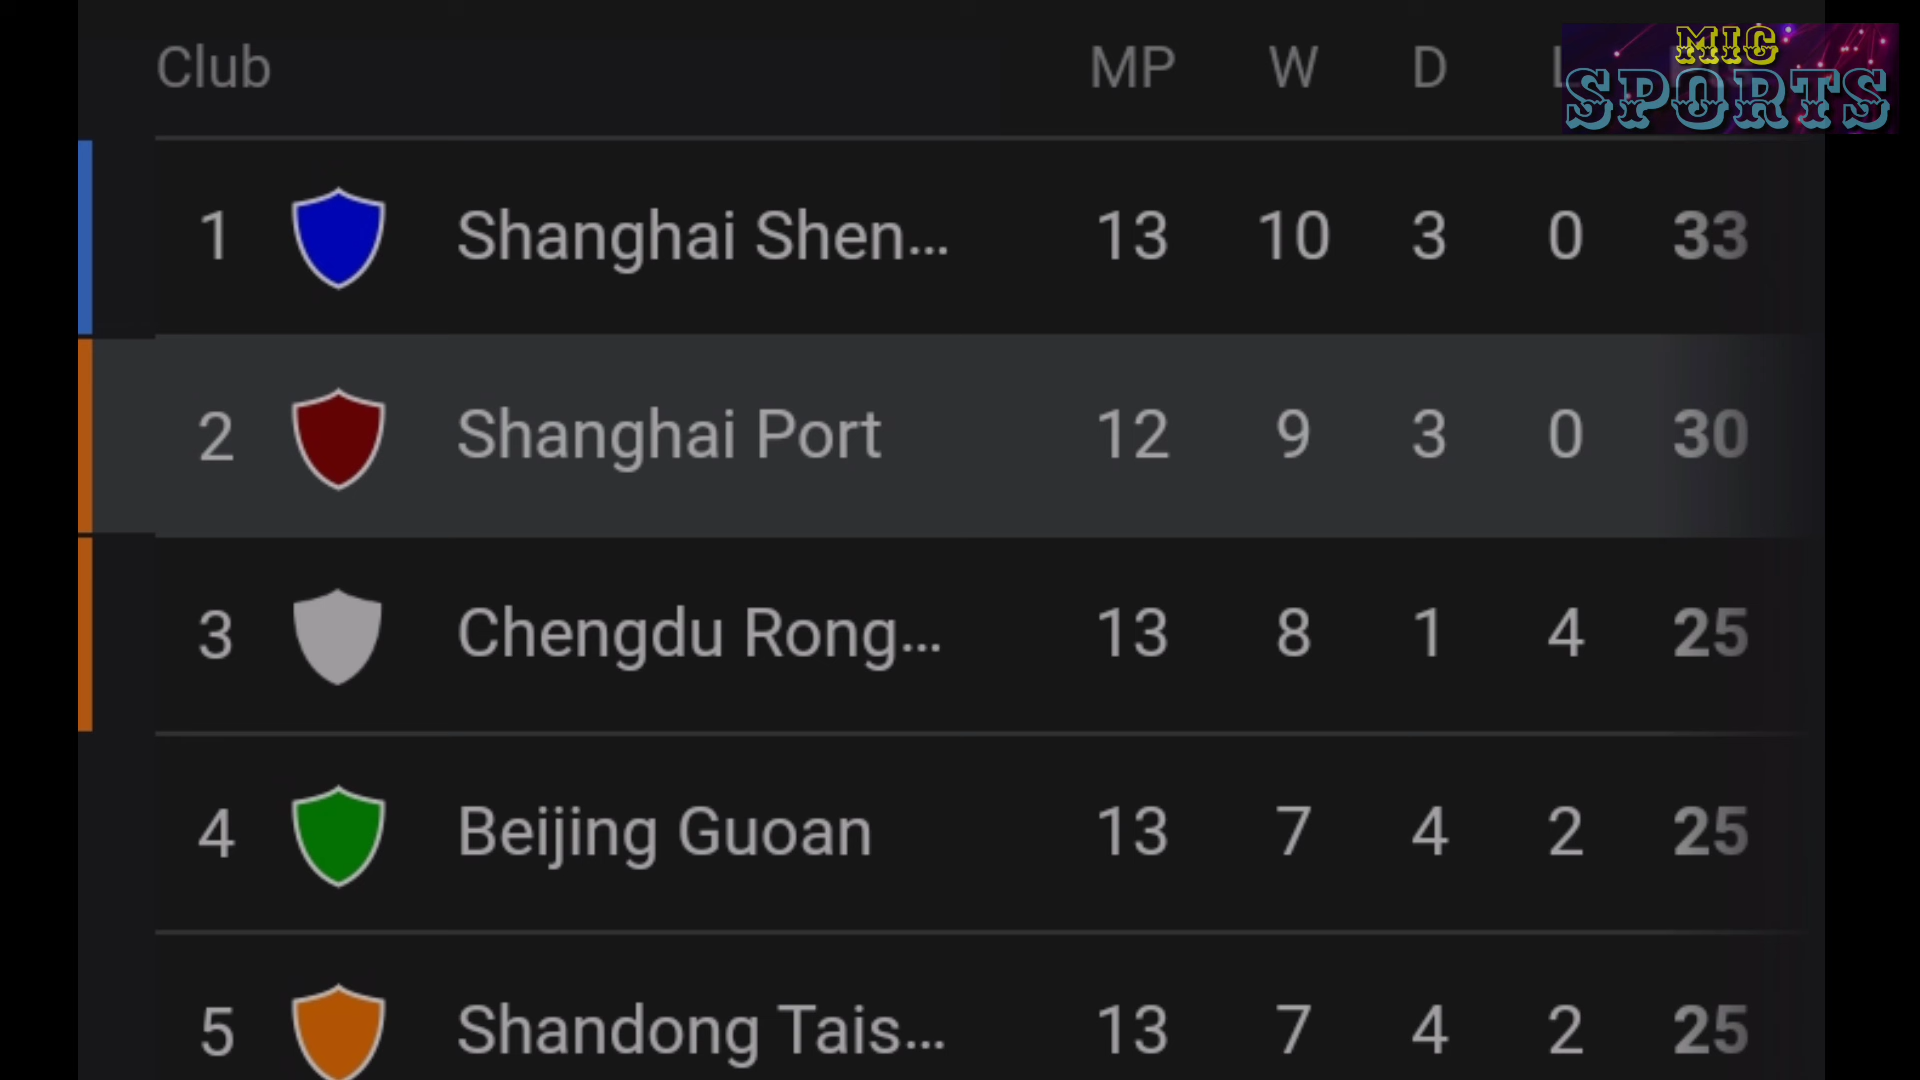 Club MP W D L
MIC
SPORTS
1 Shanghai Shen... 13 10 3 0 33
2 Shanghai Port 12 9 3 0 30
3 Chengdu Rong... 13 8 1 4 25
4 Beijing Guoan 13 7 4 2 25
5 Shandong Tais... 13 7 4 2 25